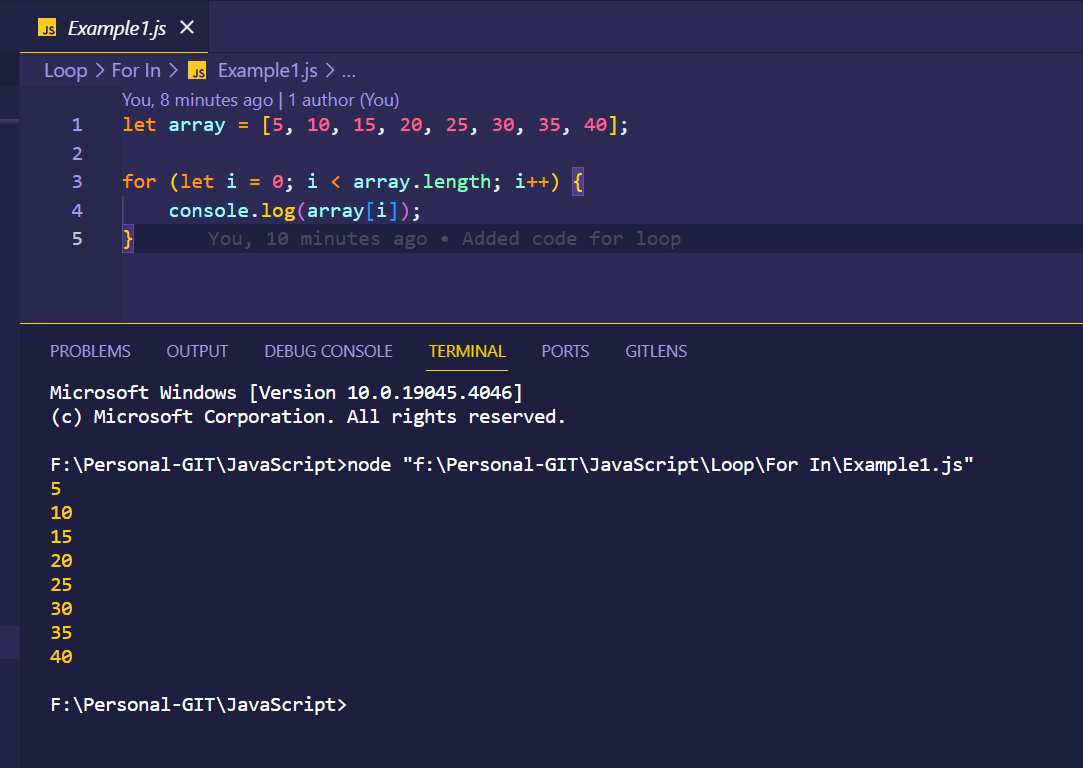 JS Example1.js ×
Loop > For In > JS Example1.js > ...
You, 8 minutes ago | 1 author (You)
1 let array = [5, 10, 15, 20, 25, 30, 35, 40];
2
3 for (let i = 0; i < array.length; i++) {
4     console.log(array[i]);
5 }      You, 10 minutes ago • Added code for loop
PROBLEMS OUTPUT DEBUG CONSOLE TERMINAL PORTS GITLENS
Microsoft Windows [Version 10.0.19045.4046]
(c) Microsoft Corporation. All rights reserved.
F:\Personal-GIT\JavaScript>node "f:\Personal-GIT\JavaScript\Loop\For In\Example1.js"
5
10
15
20
25
30
35
40
F:\Personal-GIT\JavaScript>